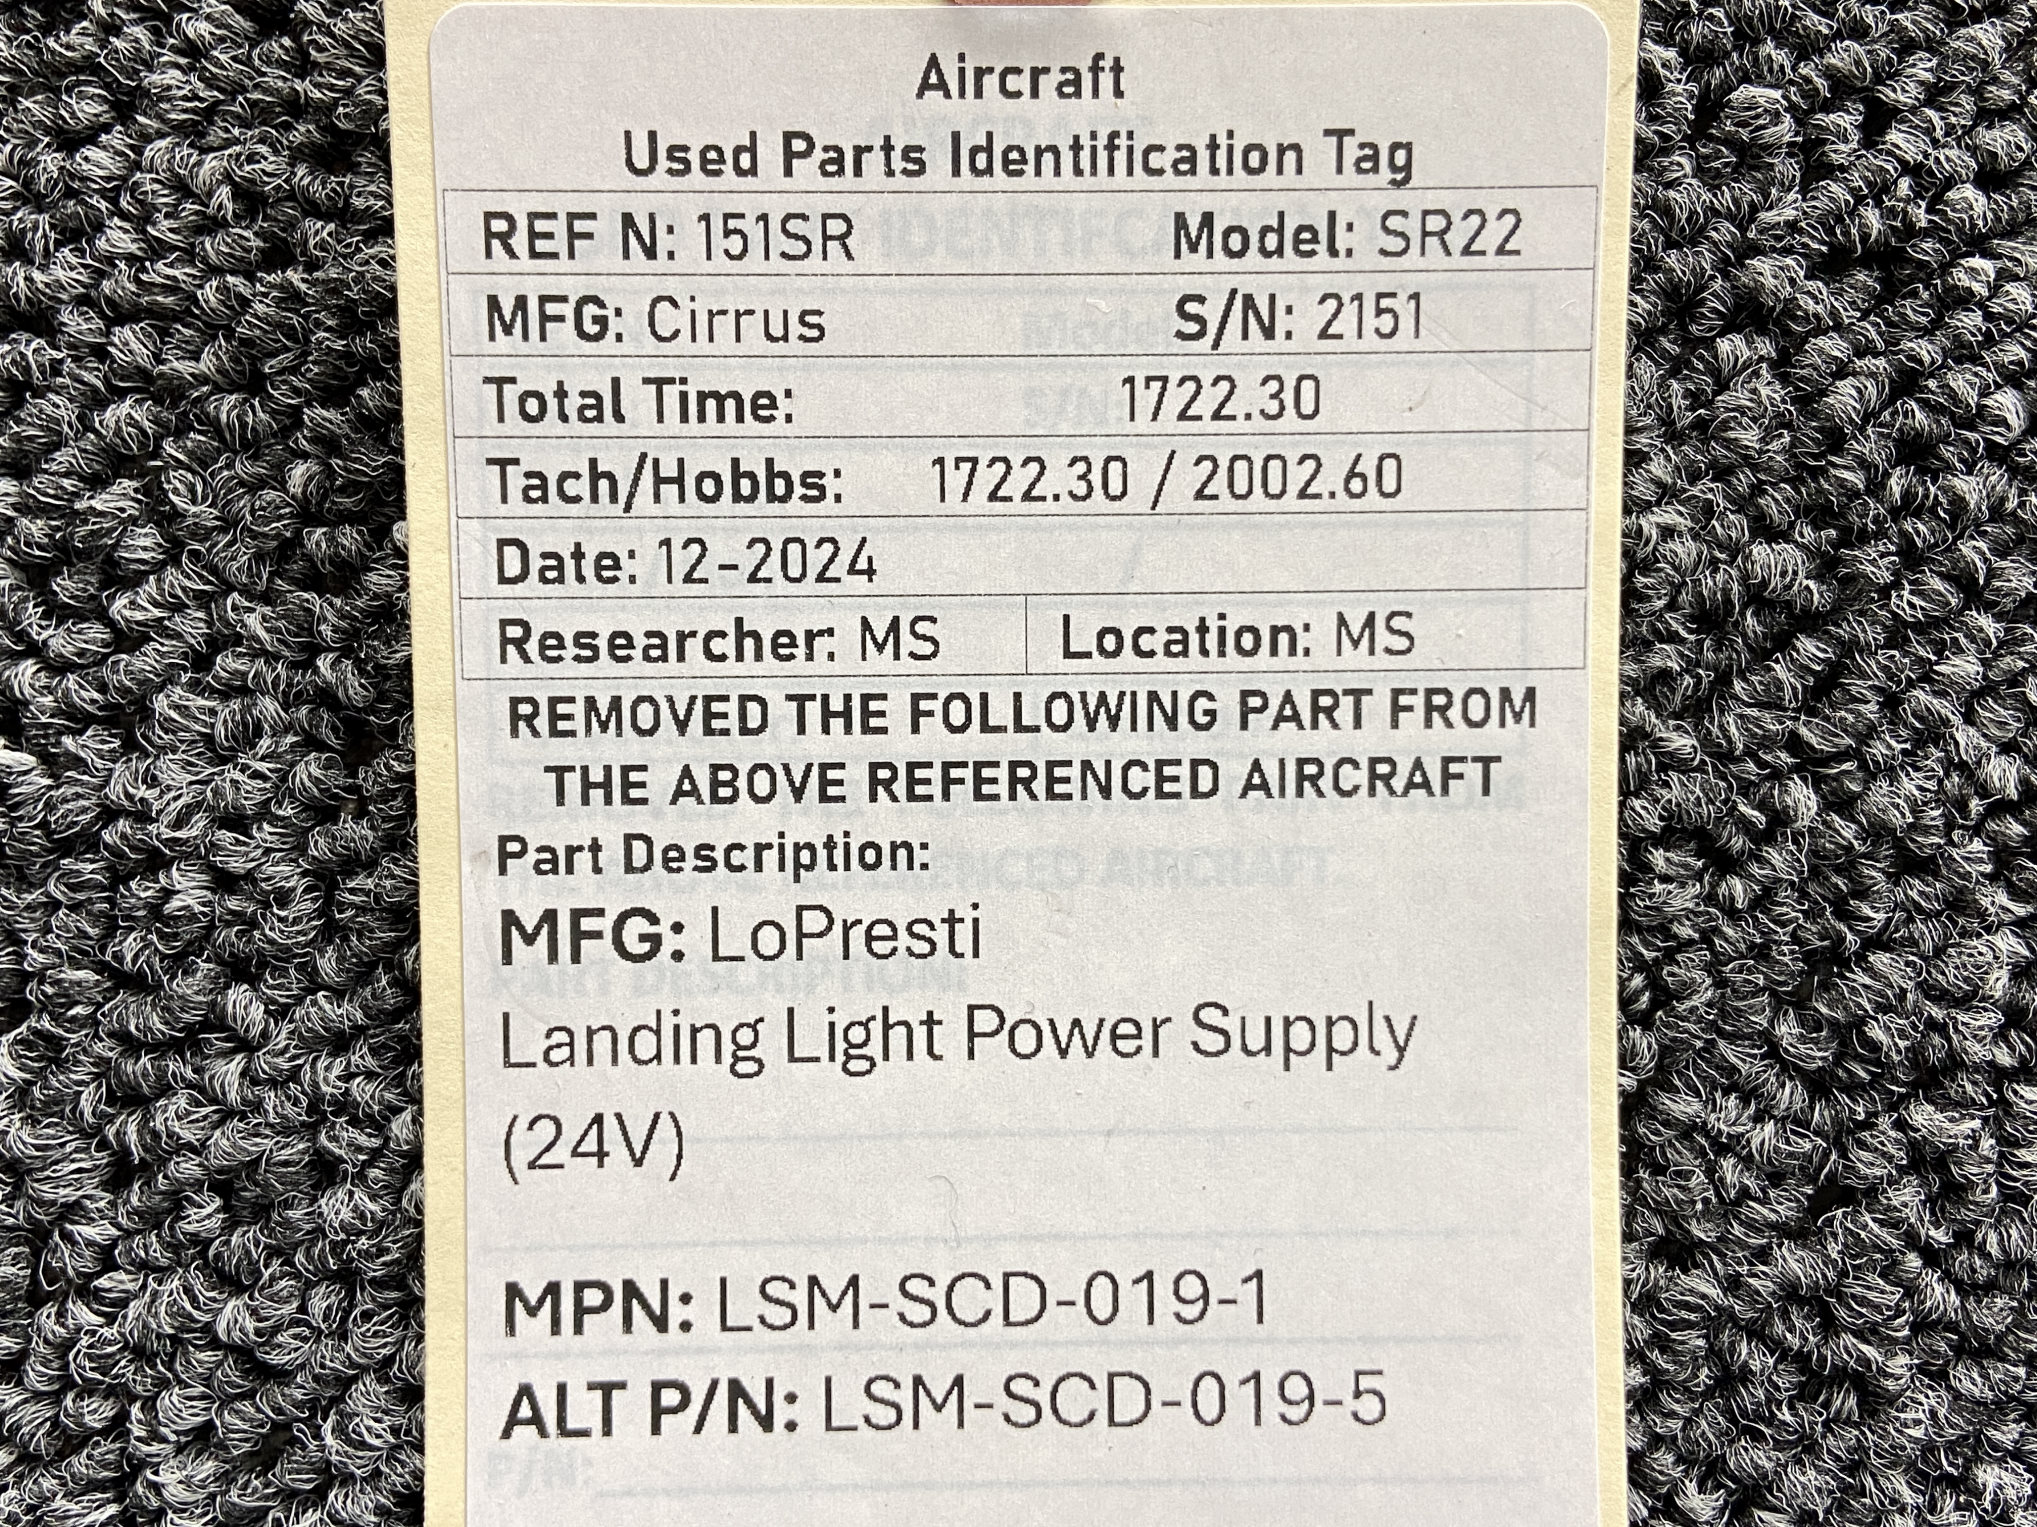 Aircraft
Used Parts Identification Tag
REF N: 151SR Model: SR22
MFG: Cirrus S/N: 2151
Total Time: 1722.30
Tach/Hobbs: 1722.30 / 2002.60
Date: 12-2024
Researcher: MS Location: MS
REMOVED THE FOLLOWING PART FROM
THE ABOVE REFERENCED AIRCRAFT
Part Description:
MFG: LoPresti
Landing Light Power Supply
(24V)
MPN: LSM-SCD-019-1
ALT P/N: LSM-SCD-019-5
P/N: